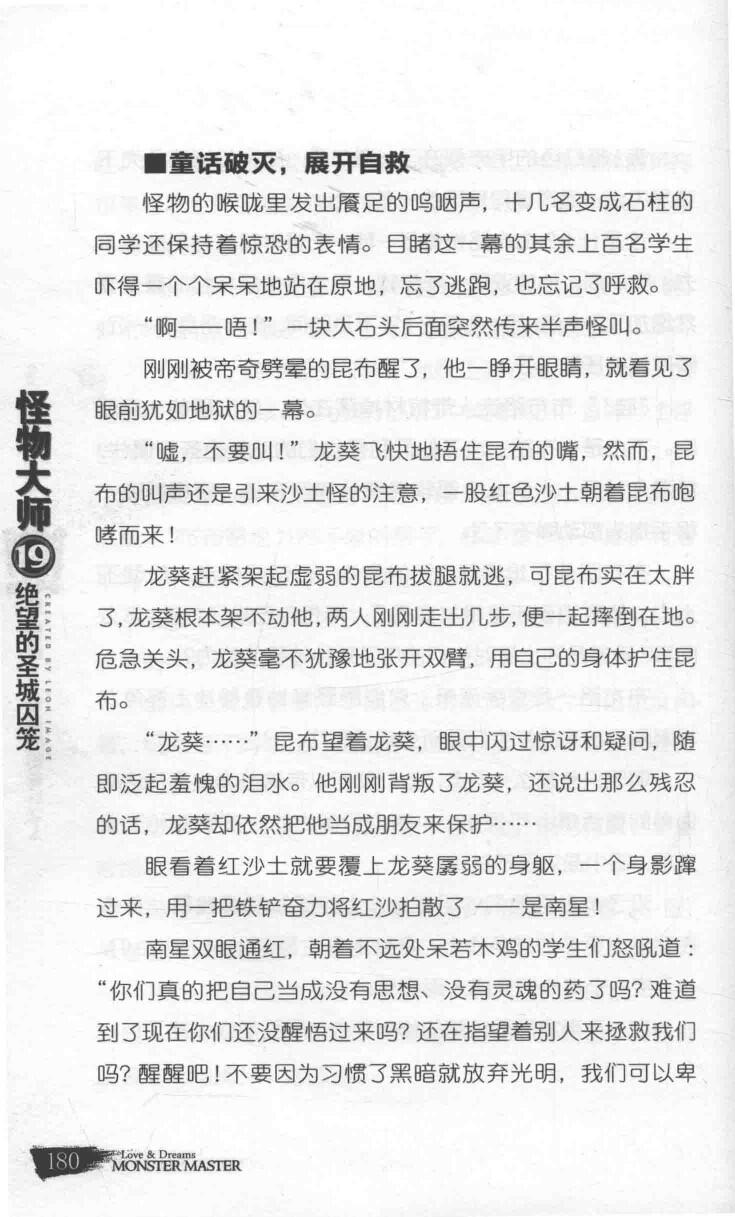 ■童话破灭，展开自救
怪物的喉咙里发出餍足的呜咽声，十几名变成石柱的
同学还保持着惊恐的表情。目睹这一幕的其余上百名学生
吓得一个个呆呆地站在原地，忘了逃跑，也忘记了呼救。
“啊——唔！”一块大石头后面突然传来半声怪叫。
刚刚被帝奇劈晕的昆布醒了，他一睁开眼睛，就看见了
眼前犹如地狱的一幕。
“嘘，不要叫！”龙葵飞快地捂住昆布的嘴，然而，昆
布的叫声还是引来沙土怪的注意，一股红色沙土朝着昆布咆
哮而来！
龙葵赶紧架起虚弱的昆布拔腿就逃，可昆布实在太胖
了，龙葵根本架不动他，两人刚刚走出几步，便一起摔倒在地。
危急关头，龙葵毫不犹豫地张开双臂，用自己的身体护住昆
布。
“龙葵……”昆布望着龙葵，眼中闪过惊讶和疑问，随
即泛起羞愧的泪水。他刚刚背叛了龙葵，还说出那么残忍
的话，龙葵却依然把他当成朋友来保护……
眼看着红沙土就要覆上龙葵孱弱的身躯，一个身影蹿
过来，用一把铁铲奋力将红沙拍散了——是南星！
南星双眼通红，朝着不远处呆若木鸡的学生们怒吼道：
“你们真的把自己当成没有思想、没有灵魂的药了吗？难道
到了现在你们还没醒悟过来吗？还在指望着别人来拯救我们
吗？醒醒吧！不要因为习惯了黑暗就放弃光明，我们可以卑
怪物大师
19
绝望的圣城囚笼
CREATED BY LEON IMAGE
180
Love & Dreams
MONSTER MASTER